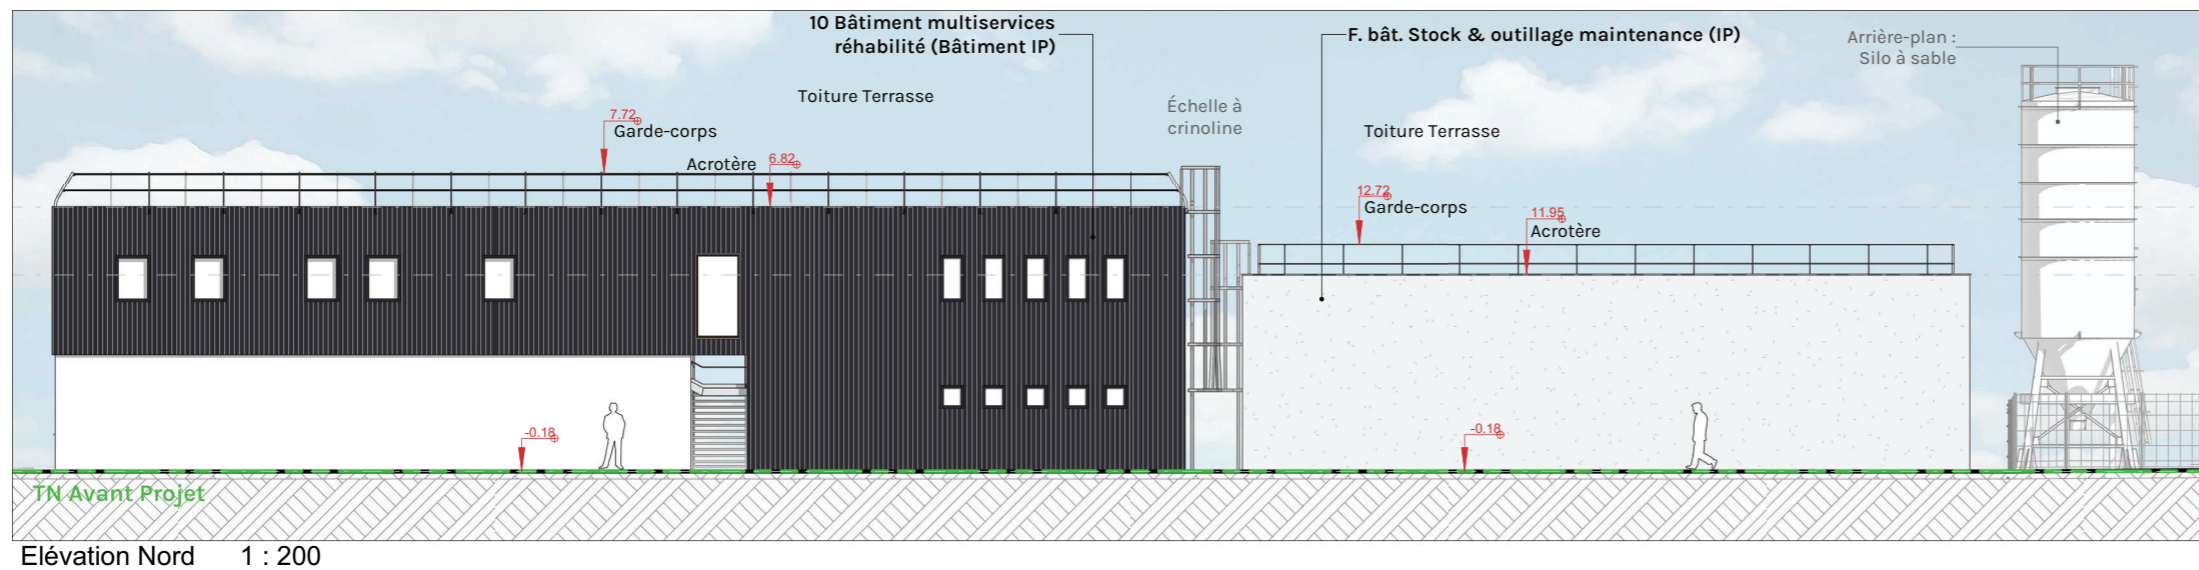 10 Bâtiment multiservices
réhabilité (Bâtiment IP)
F. bât. Stock & outillage maintenance (IP)
Arrière-plan :
Silo à sable
Toiture Terrasse
Échelle à
crinoline
7.72
Garde-corps
Toiture Terrasse
Acrotère
6.82
12.72
Garde-corps
11.95
Acrotère
-0.18
-0.18
TN Avant Projet
Elévation Nord 1 : 200